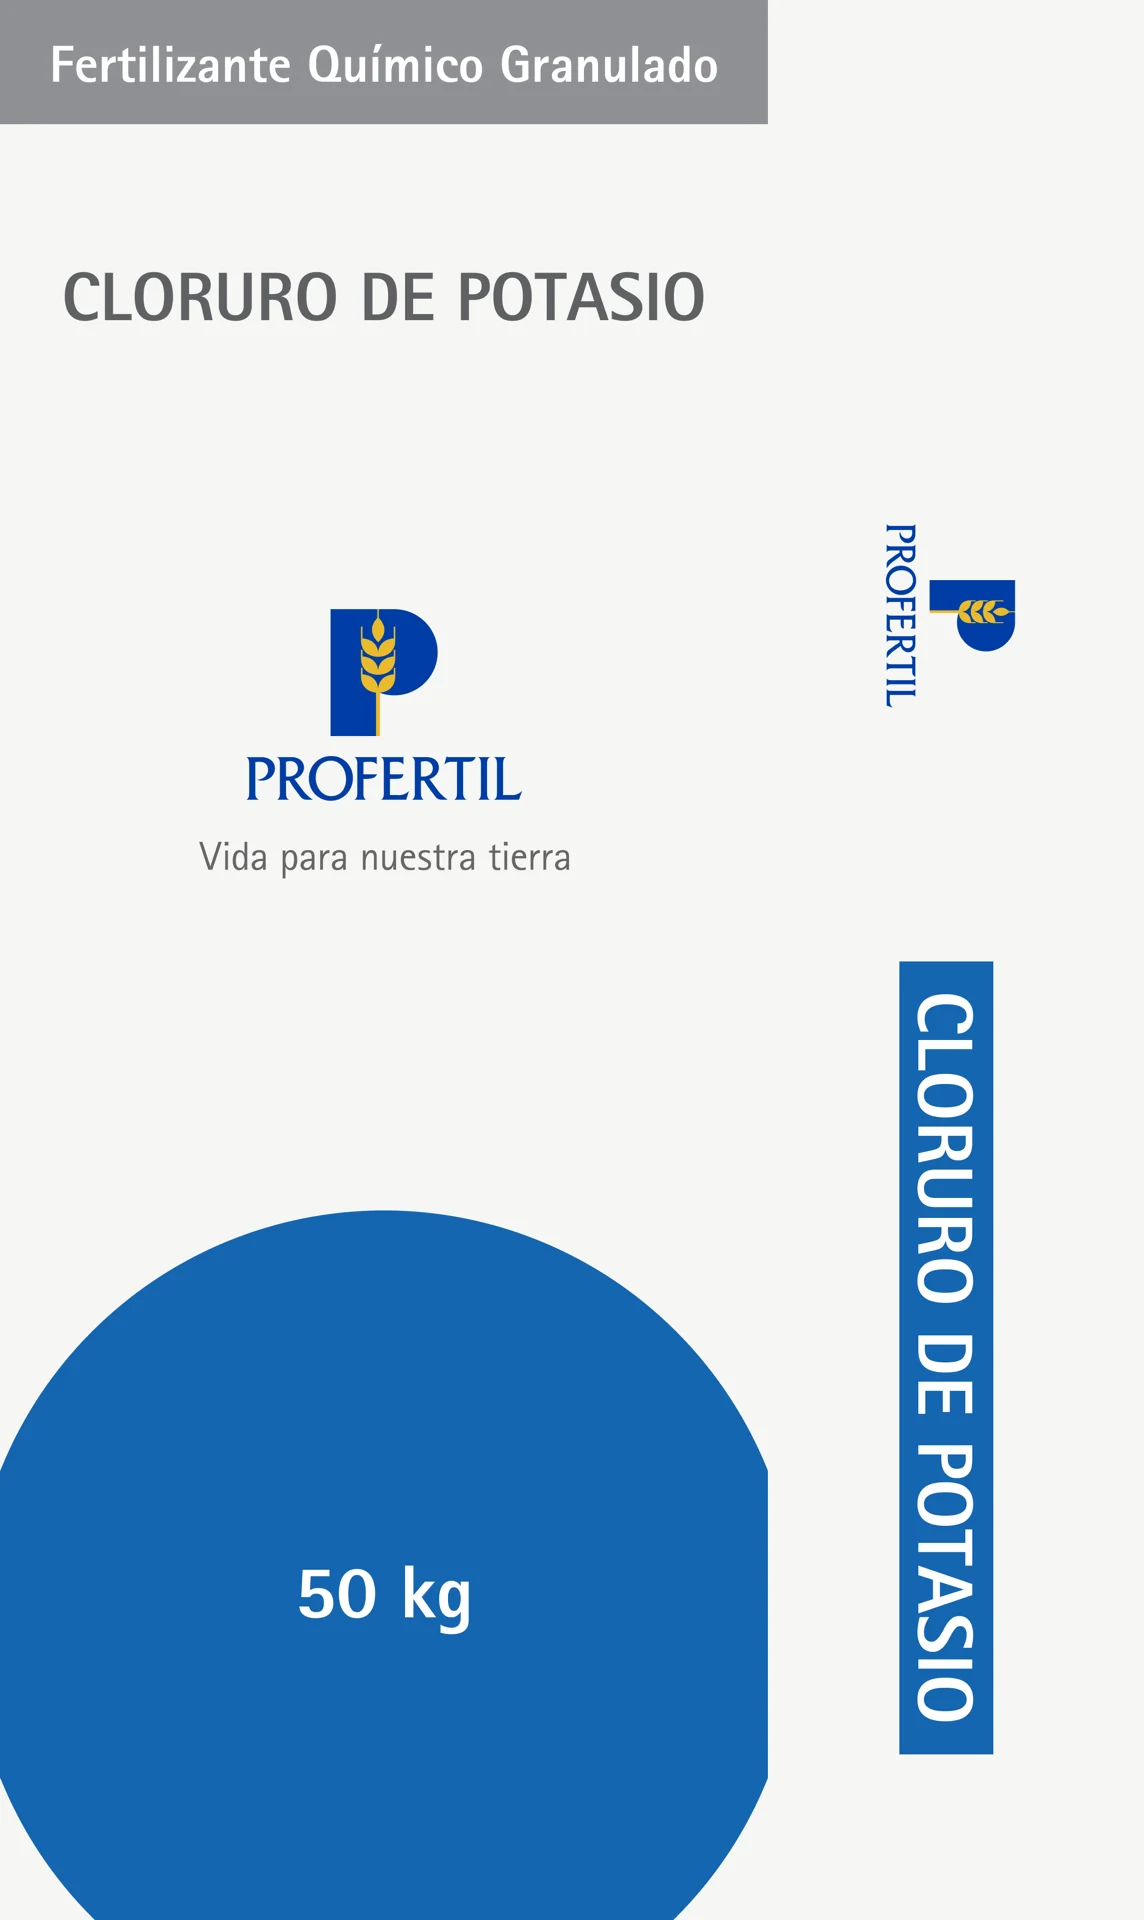 Fertilizante Químico Granulado
CLORURO DE POTASIO
PROFERTIL
Vida para nuestra tierra
50 kg
PROFERTIL
CLORURO DE POTASIO